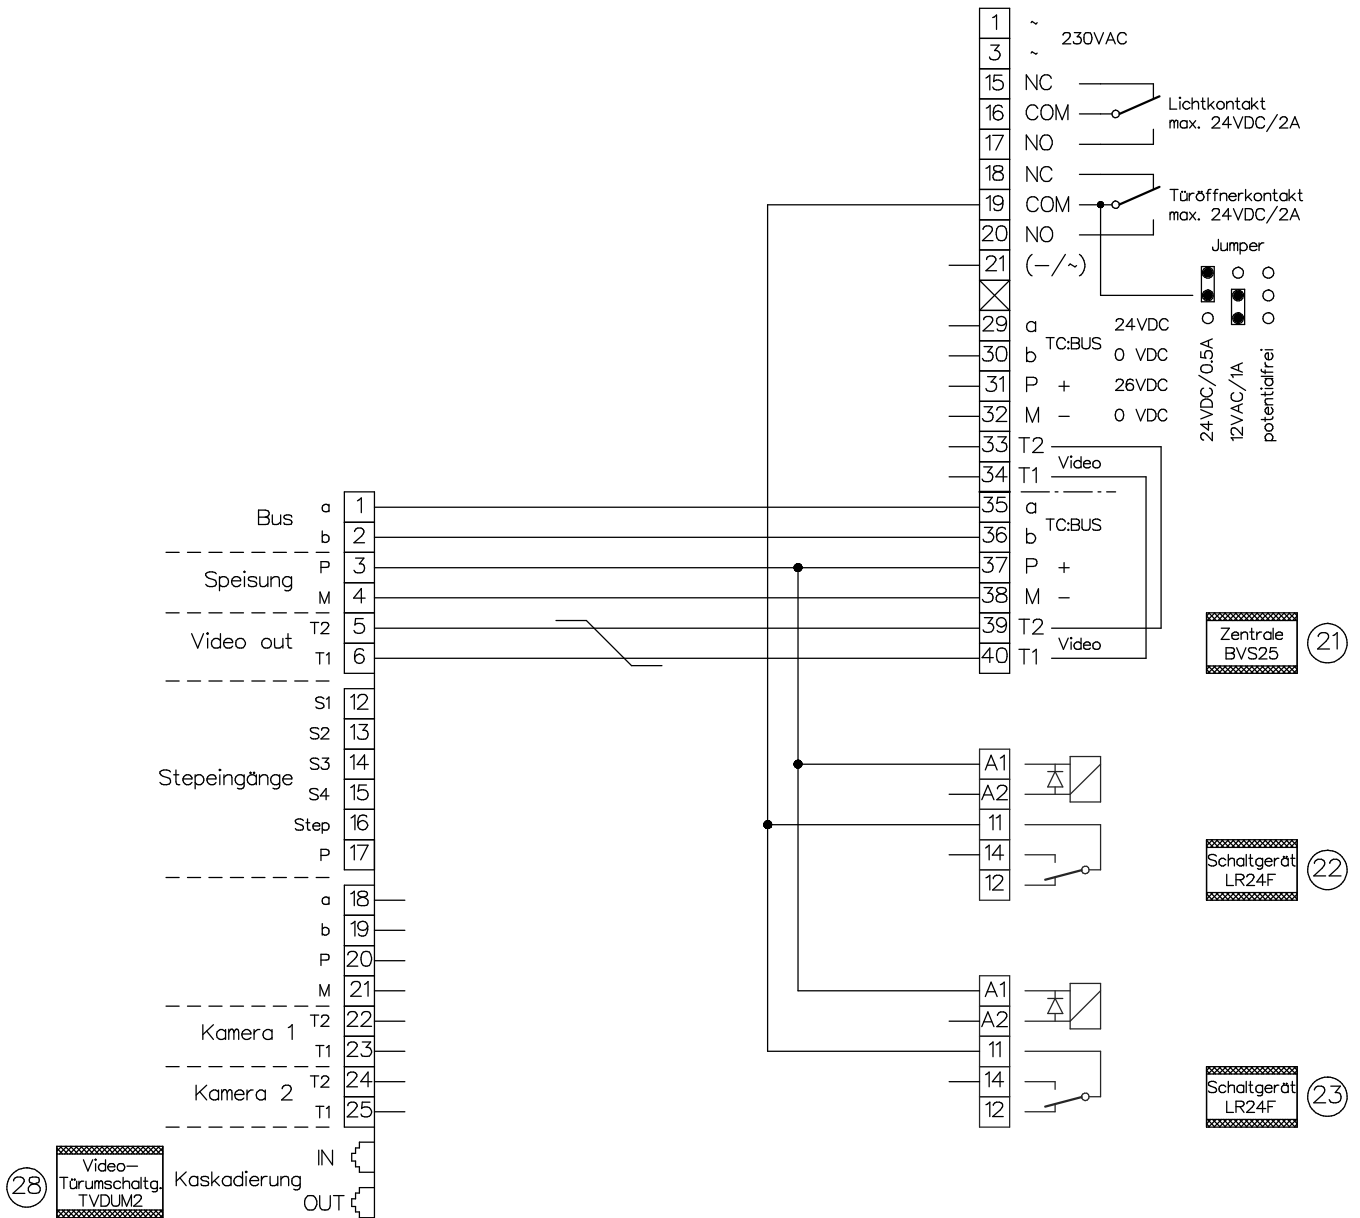 1 ~
230VAC
3 ~
15 NC
Lichtkontakt
16 COM
max. 24VDC/2A
17 NO
18 NC
Türöffnerkontakt
19 COM
max. 24VDC/2A
20 NO
Jumper
21 (-/~)
29 a 24VDC
TC:BUS
30 b 0 VDC
31 P + 26VDC
32 M - 0 VDC
24VDC/0.5A
12VAC/1A
potentialfrei
33 T2
Video
34 T1
35 a
TC:BUS
36 b
37 P +
38 M -
39 T2
Video
40 T1
Zentrale
BVS25
21
Bus
a 1
b 2
Speisung
P 3
M 4
Video out
T2 5
T1 6
Stepeingänge
S1 12
S2 13
S3 14
S4 15
Step 16
P 17
a 18
b 19
P 20
M 21
Kamera 1
T2 22
T1 23
Kamera 2
T2 24
T1 25
Kaskadierung
IN
OUT
28
Video-
Türumschaltg.
TVDUM2
A1
A2
11
14
12
Schaltgerät
LR24F
22
A1
A2
11
14
12
Schaltgerät
LR24F
23